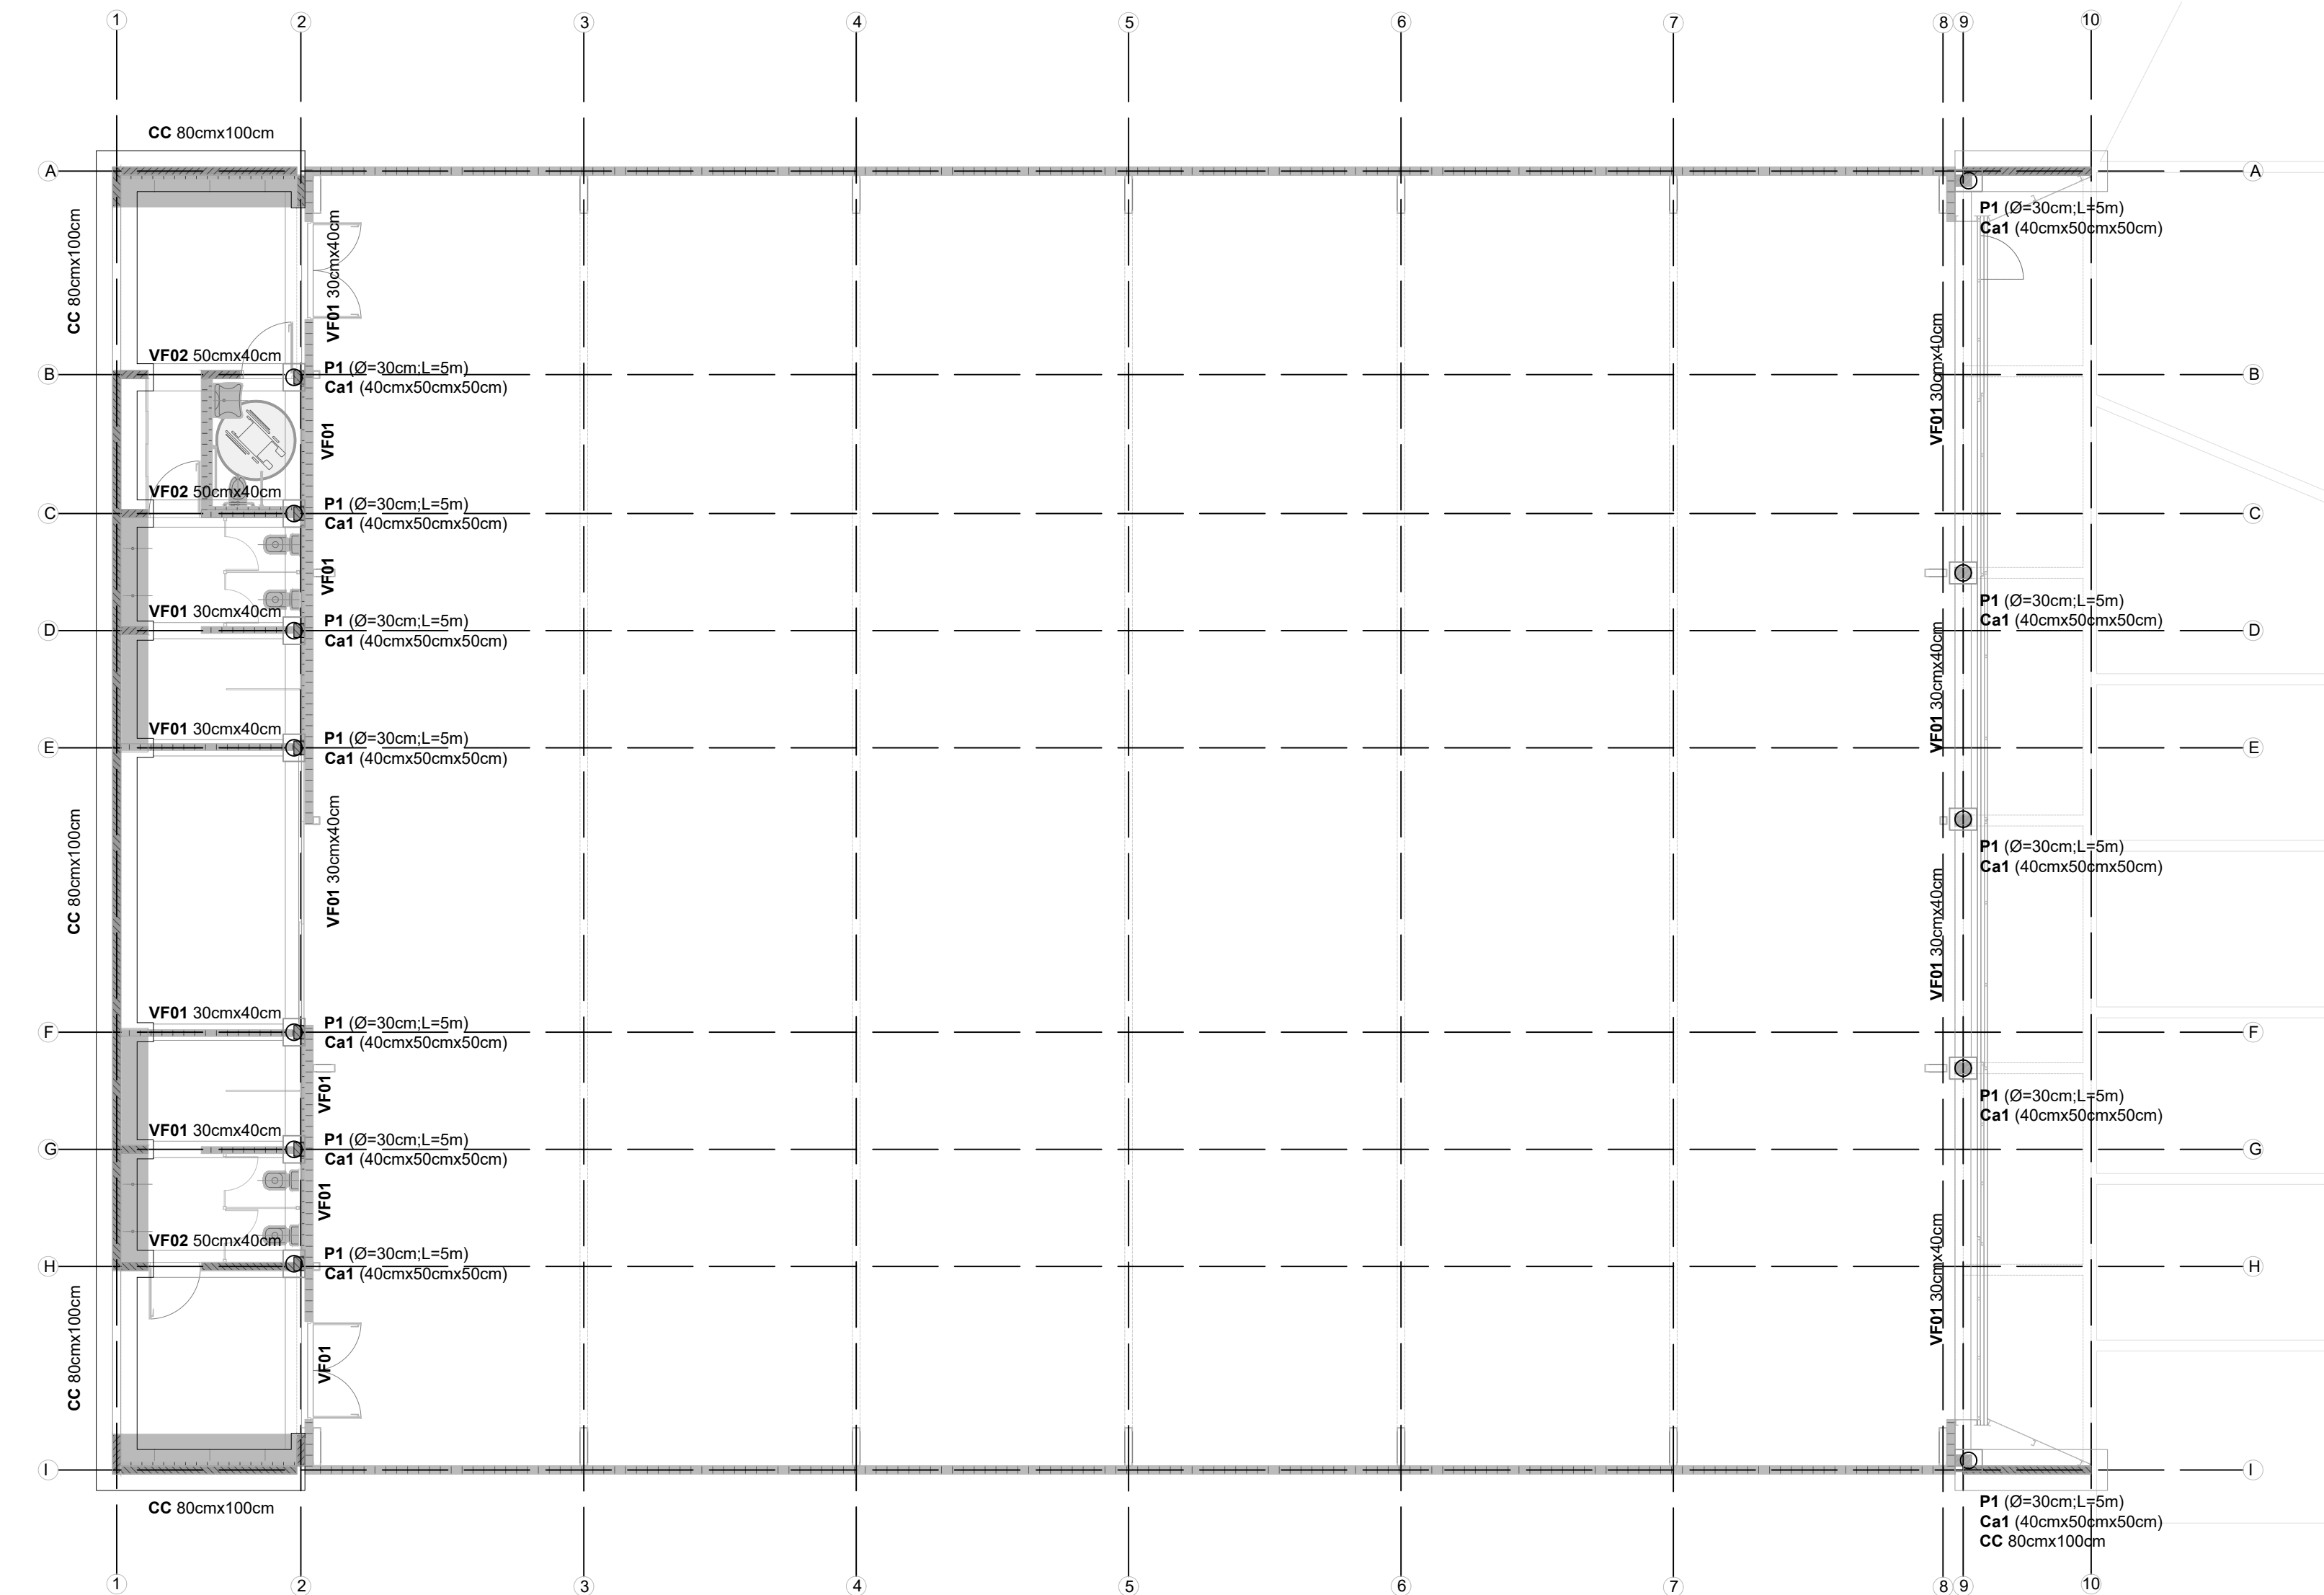 1 2 3 4 5 6 7 8 9 10
CC 80cmx100cm
A A
P1 (Ø=30cm;L=5m)
Ca1 (40cmx50cmx50cm)
CC 80cmx100cm
VF01 30cmx40cm
VF01 30cmx40cm
VF02 50cmx40cm
B B
P1 (Ø=30cm;L=5m)
Ca1 (40cmx50cmx50cm)
VF01
VF02 50cmx40cm
C C
P1 (Ø=30cm;L=5m)
Ca1 (40cmx50cmx50cm)
VF01
P1 (Ø=30cm;L=5m)
Ca1 (40cmx50cmx50cm)
VF01 30cmx40cm
D D
P1 (Ø=30cm;L=5m)
Ca1 (40cmx50cmx50cm)
VF01 30cmx40cm
VF01 30cmx40cm
E E
P1 (Ø=30cm;L=5m)
Ca1 (40cmx50cmx50cm)
CC 80cmx100cm
VF01 30cmx40cm
P1 (Ø=30cm;L=5m)
Ca1 (40cmx50cmx50cm)
VF01 30cmx40cm
VF01 30cmx40cm
F F
P1 (Ø=30cm;L=5m)
Ca1 (40cmx50cmx50cm)
VF01
P1 (Ø=30cm;L=5m)
Ca1 (40cmx50cmx50cm)
VF01 30cmx40cm
G G
P1 (Ø=30cm;L=5m)
Ca1 (40cmx50cmx50cm)
VF01
VF01 30cmx40cm
VF02 50cmx40cm
H H
P1 (Ø=30cm;L=5m)
Ca1 (40cmx50cmx50cm)
CC 80cmx100cm
VF01
I I
CC 80cmx100cm
P1 (Ø=30cm;L=5m)
Ca1 (40cmx50cmx50cm)
CC 80cmx100cm
1 2 3 4 5 6 7 8 9 10